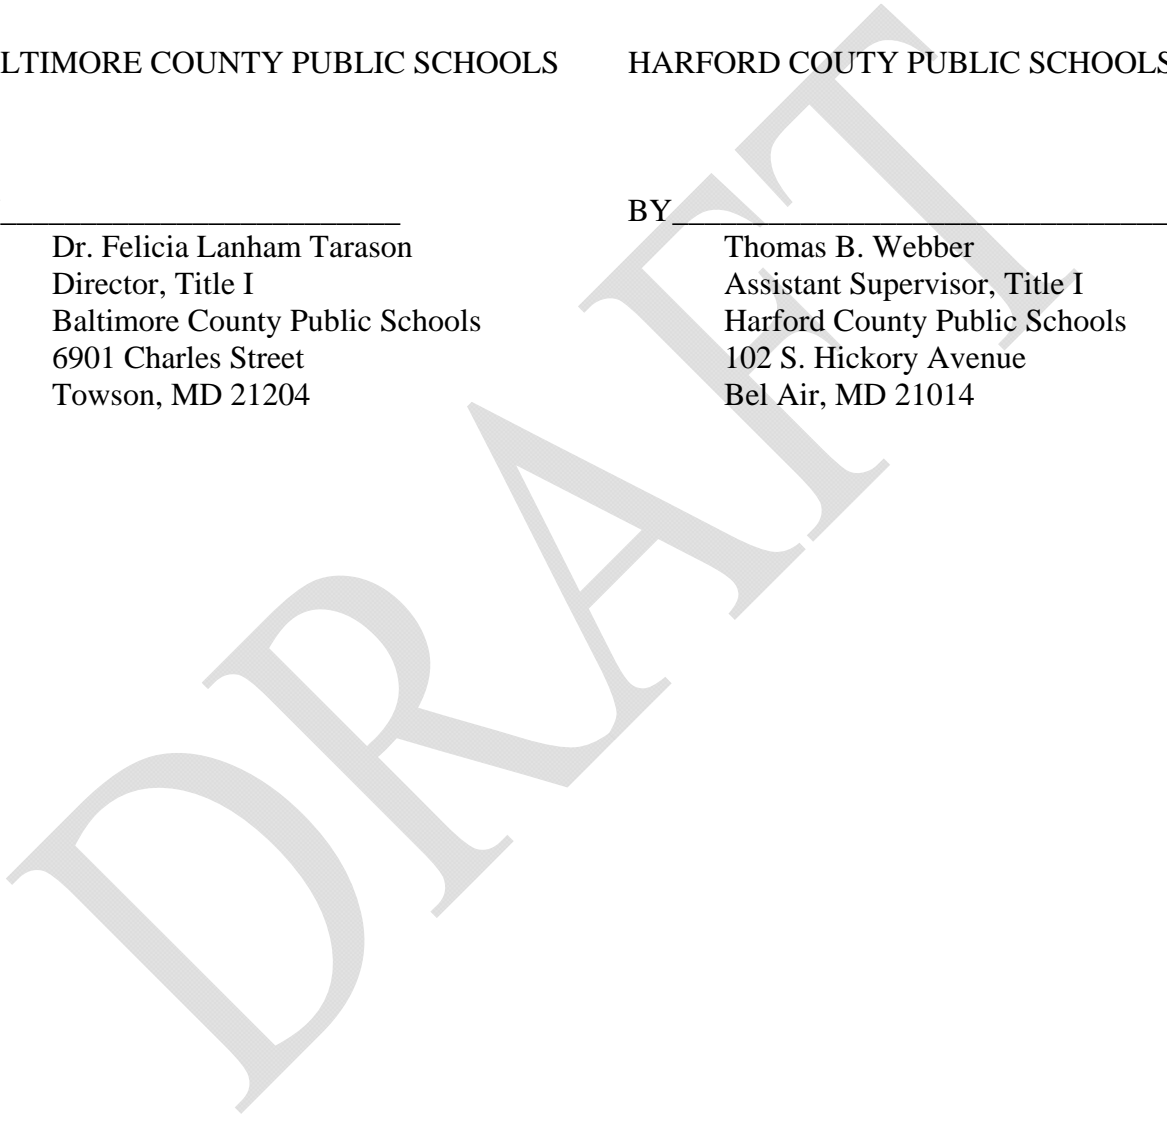 LTIMORE COUNTY PUBLIC SCHOOLS
___________________________
Dr. Felicia Lanham Tarason
Director, Title I
Baltimore County Public Schools
6901 Charles Street
Towson, MD 21204
HARFORD COUTY PUBLIC SCHOOLS
BY_______________________________
Thomas B. Webber
Assistant Supervisor, Title I
Harford County Public Schools
102 S. Hickory Avenue
Bel Air, MD 21014
DRAFT